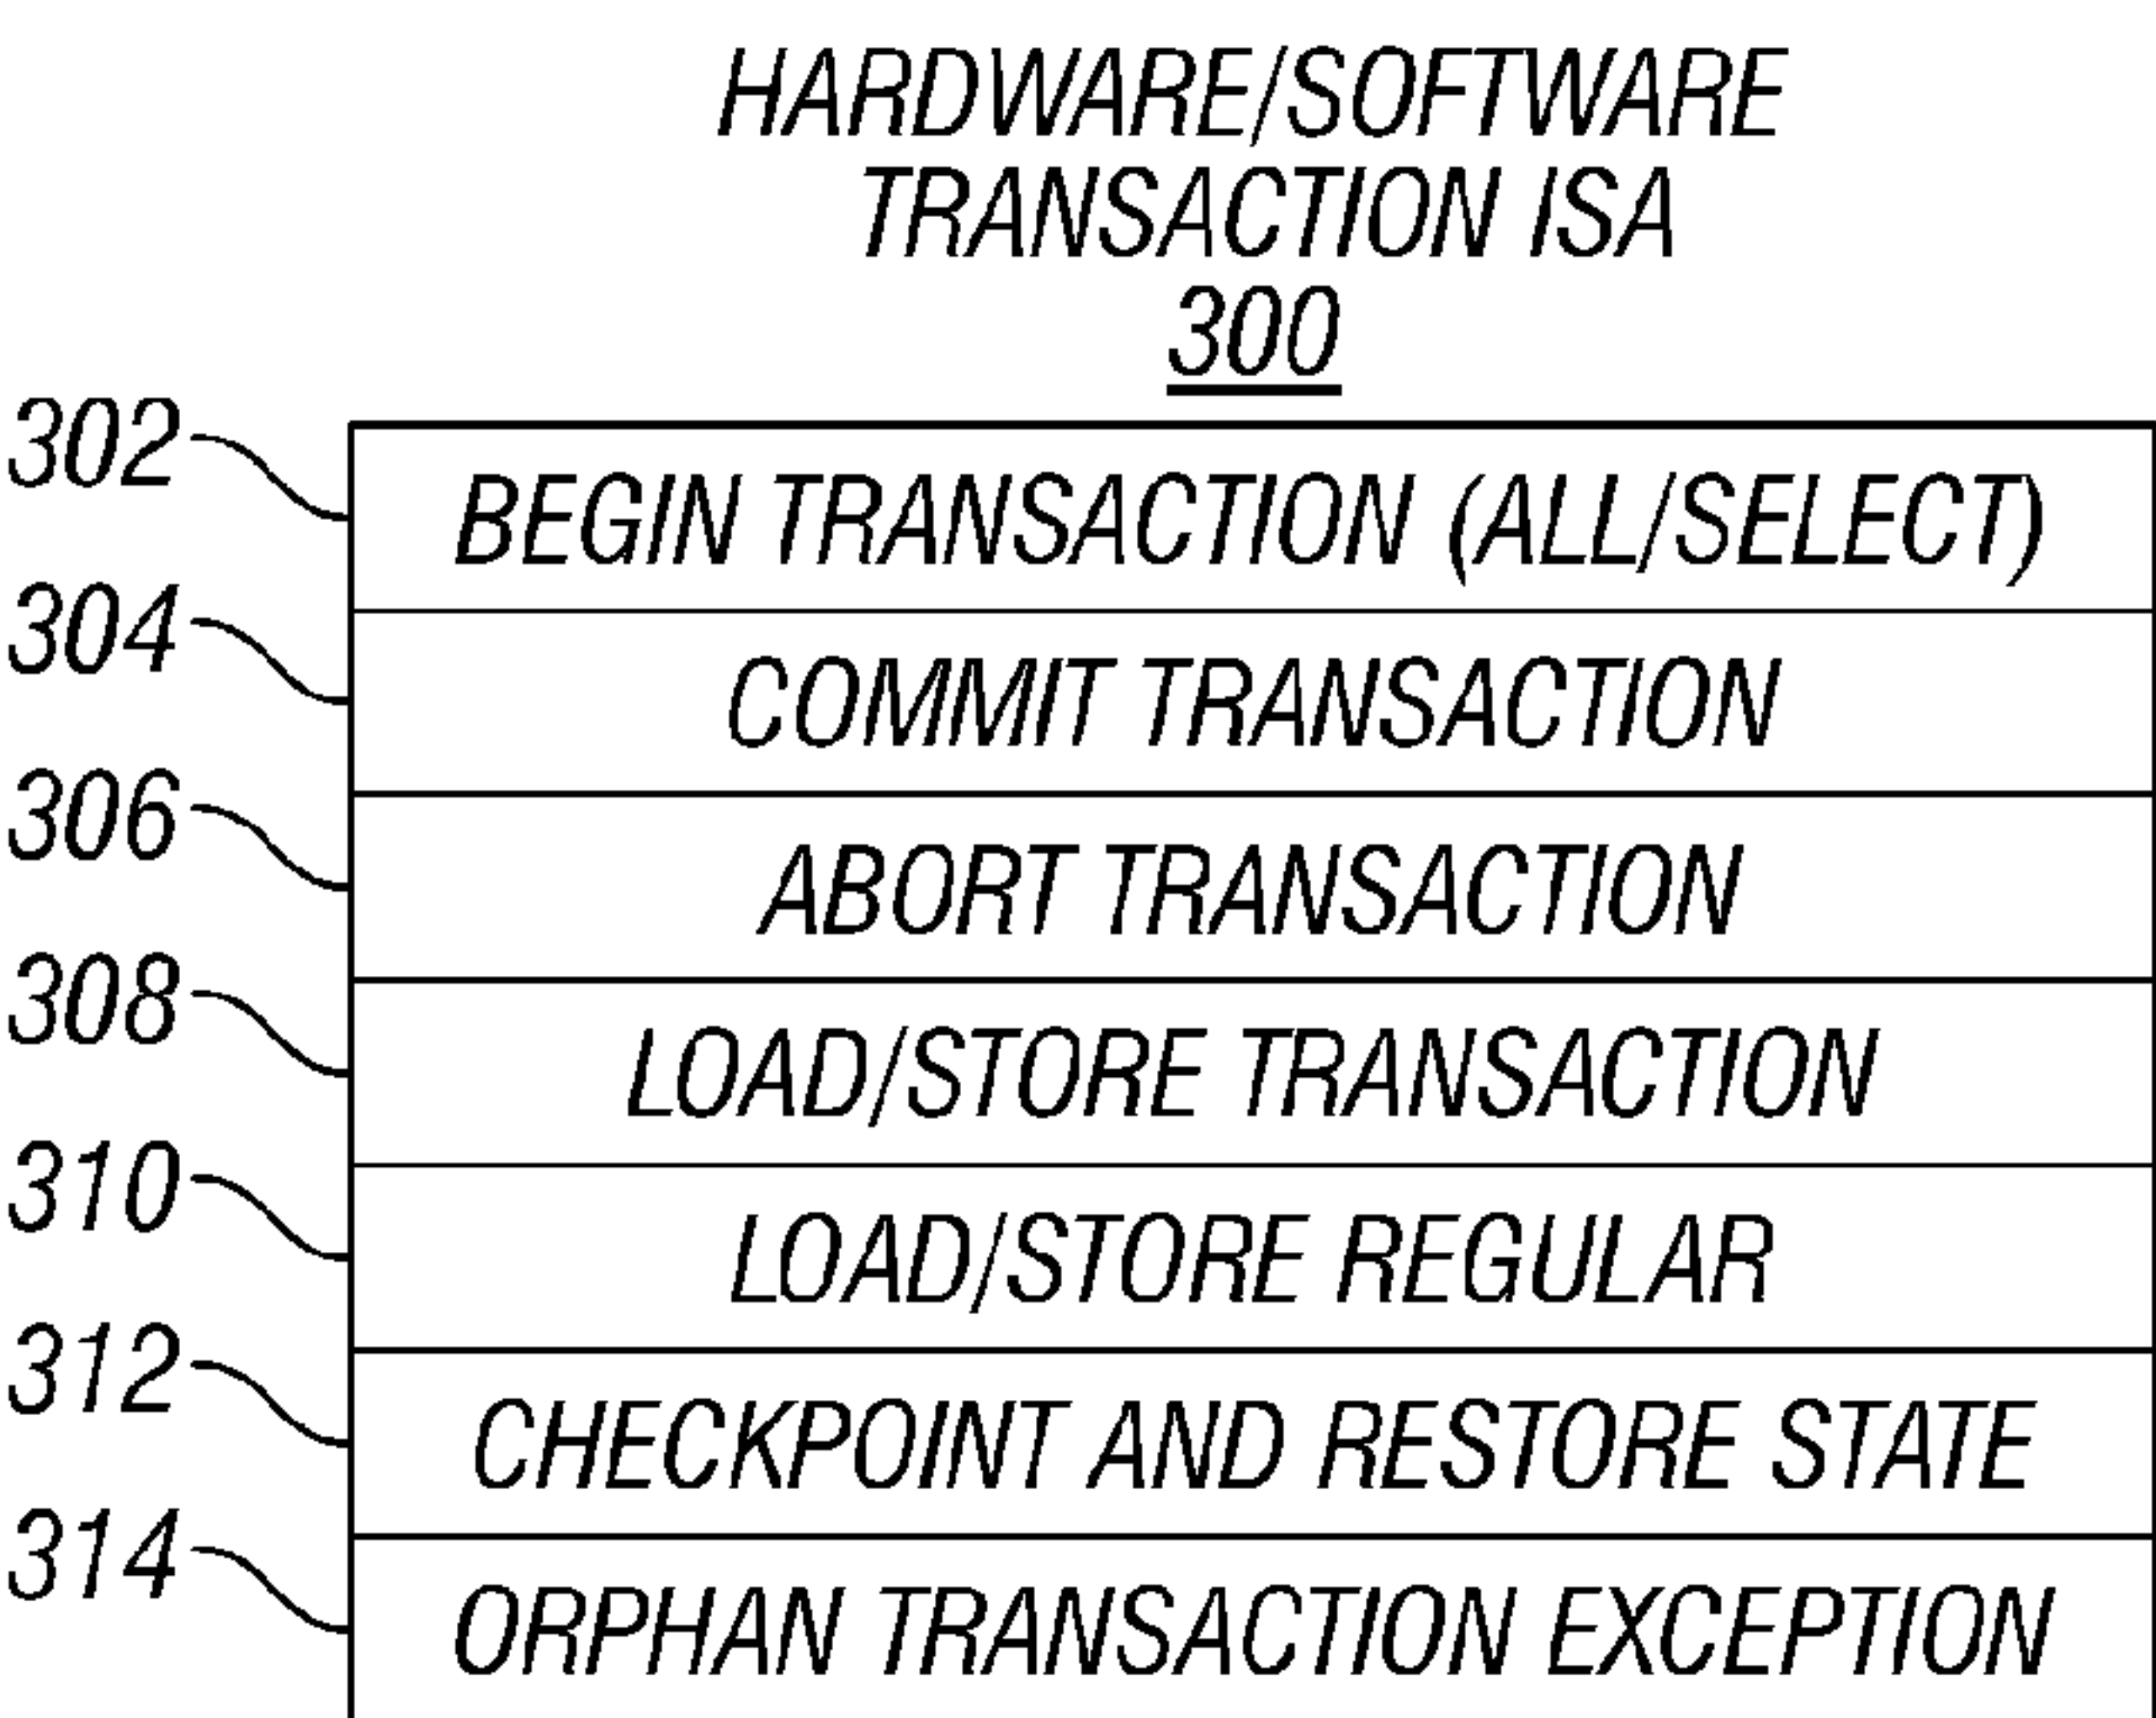 HARDWARE/SOFTWARE
TRANSACTION ISA
300
302 BEGIN TRANSACTION (ALL/SELECT)
304 COMMIT TRANSACTION
306 ABORT TRANSACTION
308 LOAD/STORE TRANSACTION
310 LOAD/STORE REGULAR
312 CHECKPOINT AND RESTORE STATE
314 ORPHAN TRANSACTION EXCEPTION